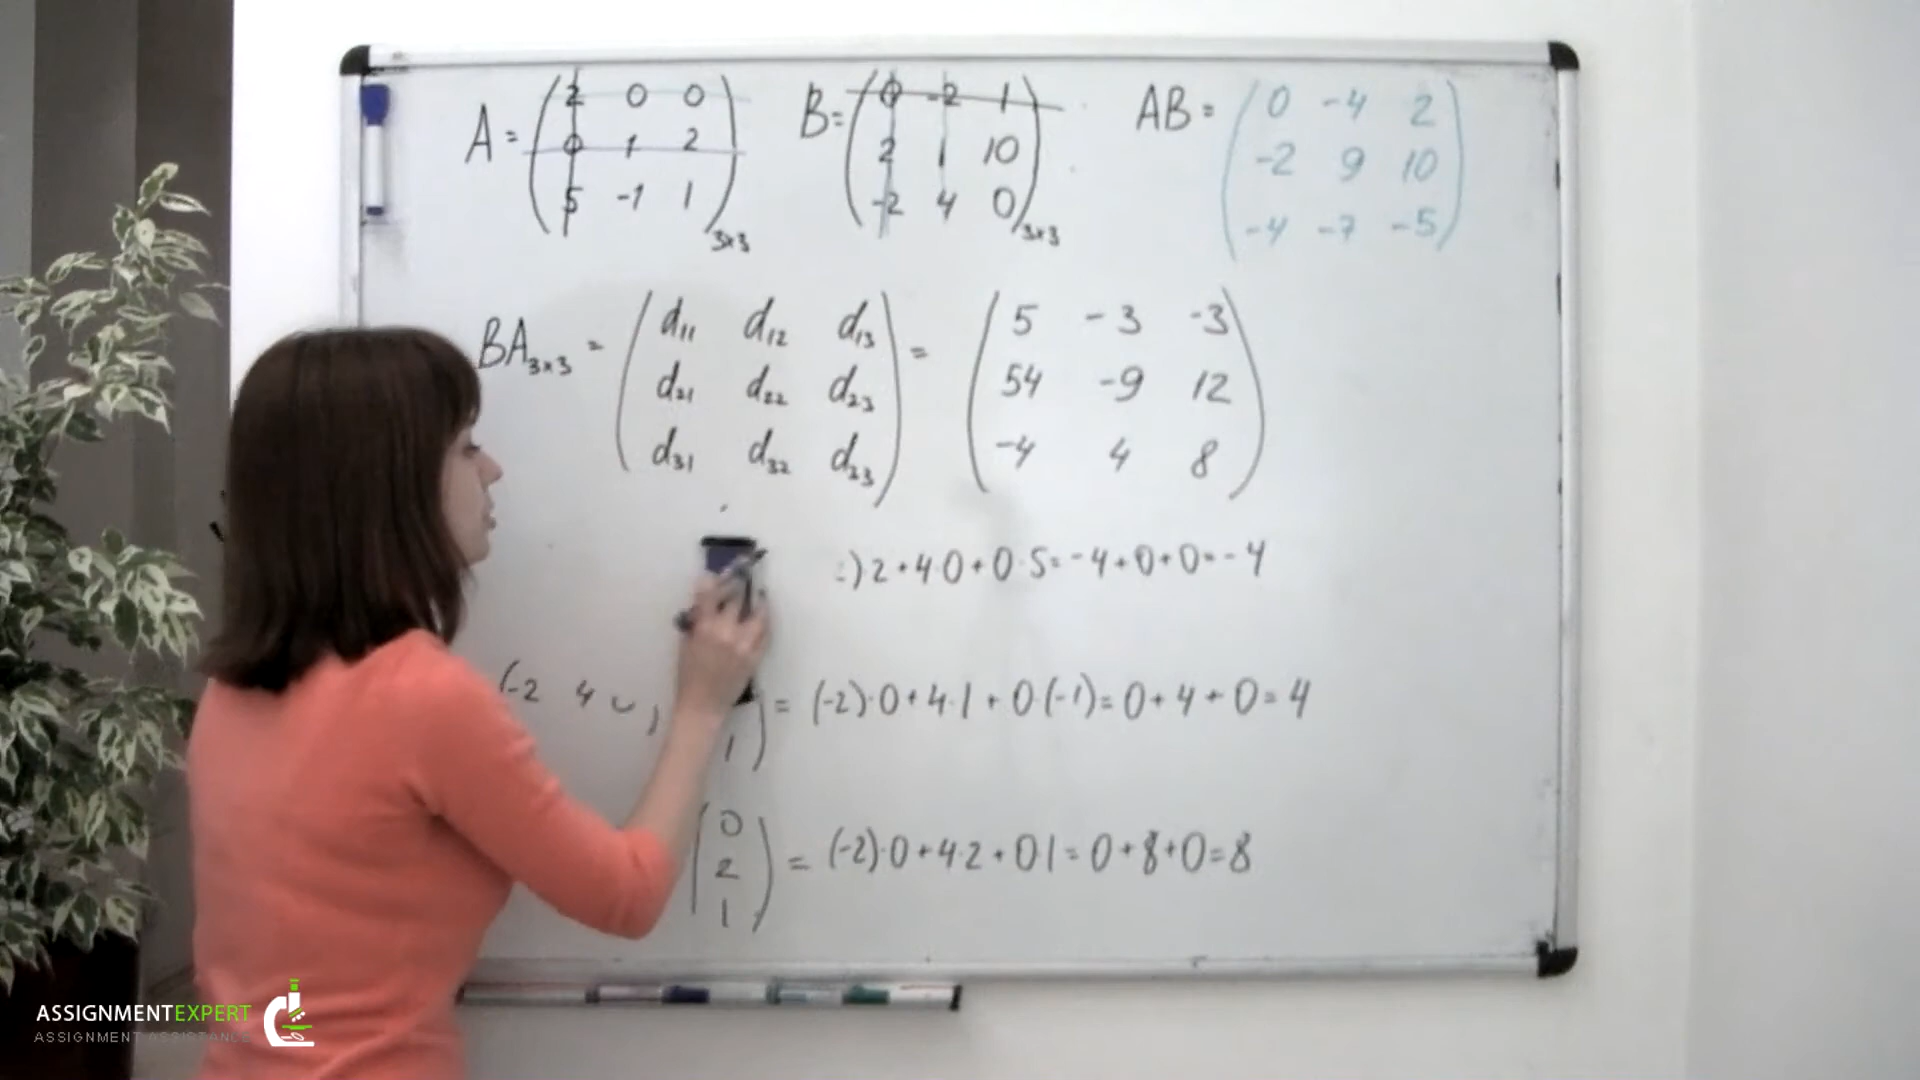 A = ( 2 0 0
0 1 2
5 -1 1 ) 3×3
B = ( 0 -2 1
2 1 10
-2 4 0 ) 3×3
AB = ( 0 -4 2
-2 9 10
-4 -7 -5 )
BA 3×3 = ( d11 d12 d13
d21 d22 d23
d31 d32 d33 )
= ( 5 -3 -3
54 -9 12
-4 4 8 )
) 2 + 4·0 + 0·5 = -4 + 0 + 0 = -4
(-2 4
1 ) = (-2)·0 + 4·1 + 0·(-1) = 0 + 4 + 0 = 4
( 0
2
1 ) = (-2)·0 + 4·2 + 0·1 = 0 + 8 + 0 = 8
ASSIGNMENTEXPERT
ASSIGNMENT ASSISTANCE